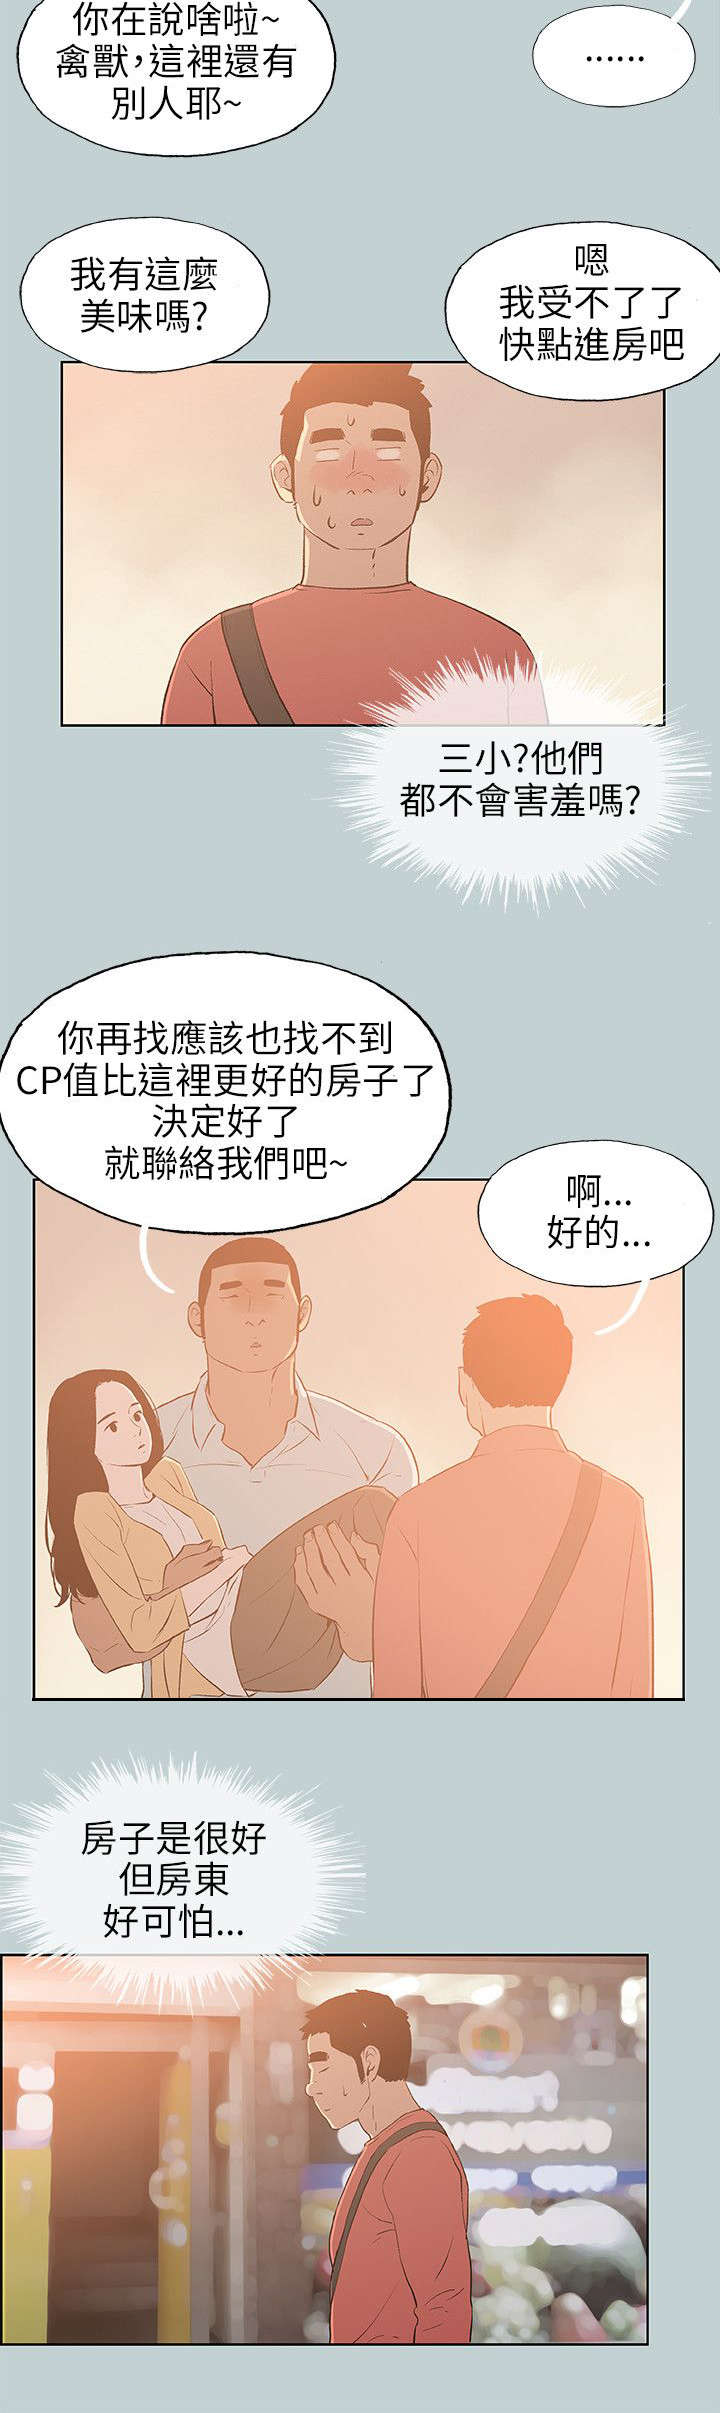 你在說啥啦~
禽獸,這裡還有
別人耶~
......
我有這麼
美味嗎?
嗯
我受不了了
快點進房吧
三小?他們
都不會害羞嗎?
你再找應該也找不到
CP值比這裡更好的房子了
決定好了
就聯絡我們吧~
啊...
好的...
房子是很好
但房東
好可怕...